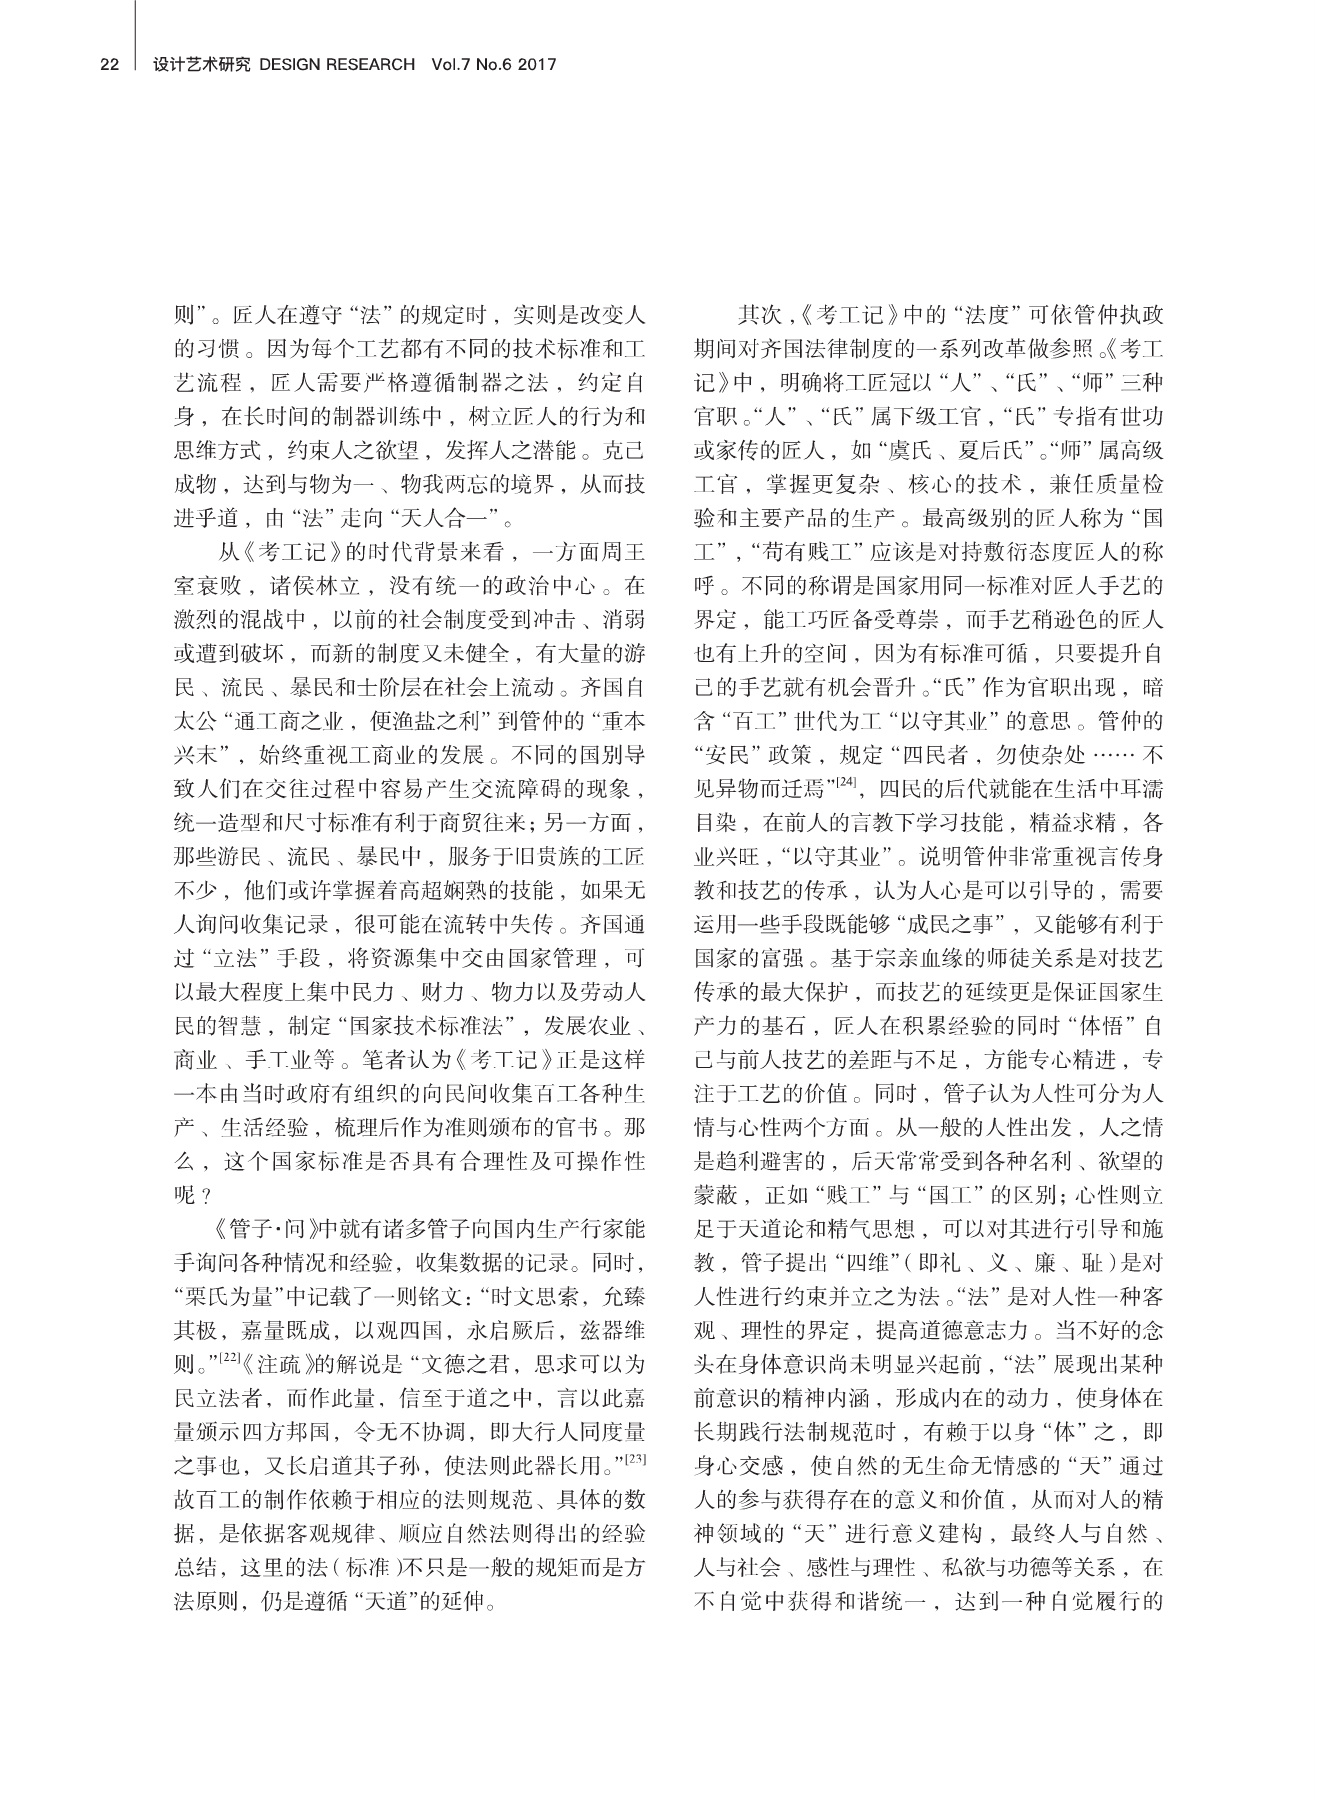 22 设计艺术研究 DESIGN RESEARCH Vol.7 No.6 2017
则”。匠人在遵守“法”的规定时，实则是改变人
的习惯。因为每个工艺都有不同的技术标准和工
艺流程，匠人需要严格遵循制器之法，约定自
身，在长时间的制器训练中，树立匠人的行为和
思维方式，约束人之欲望，发挥人之潜能。克己
成物，达到与物为一、物我两忘的境界，从而技
进乎道，由“法”走向“天人合一”。
从《考工记》的时代背景来看，一方面周王
室衰败，诸侯林立，没有统一的政治中心。在
激烈的混战中，以前的社会制度受到冲击、消弱
或遭到破坏，而新的制度又未健全，有大量的游
民、流民、暴民和士阶层在社会上流动。齐国自
太公“通工商之业，便渔盐之利”到管仲的“重本
兴末”，始终重视工商业的发展。不同的国别导
致人们在交往过程中容易产生交流障碍的现象，
统一造型和尺寸标准有利于商贸往来；另一方面，
那些游民、流民、暴民中，服务于旧贵族的工匠
不少，他们或许掌握着高超娴熟的技能，如果无
人询问收集记录，很可能在流转中失传。齐国通
过“立法”手段，将资源集中交由国家管理，可
以最大程度上集中民力、财力、物力以及劳动人
民的智慧，制定“国家技术标准法”，发展农业、
商业、手工业等。笔者认为《考工记》正是这样
一本由当时政府有组织的向民间收集百工各种生
产、生活经验，梳理后作为准则颁布的官书。那
么，这个国家标准是否具有合理性及可操作性
呢？
《管子·问》中就有诸多管子向国内生产行家能
手询问各种情况和经验，收集数据的记录。同时，
“栗氏为量”中记载了一则铭文：“时文思索，允臻
其极，嘉量既成，以观四国，永启厥后，兹器维
则。”[22]《注疏》的解说是“文德之君，思求可以为
民立法者，而作此量，信至于道之中，言以此嘉
量颁示四方邦国，令无不协调，即大行人同度量
之事也，又长启道其子孙，使法则此器长用。”[23]
故百工的制作依赖于相应的法则规范、具体的数
据，是依据客观规律、顺应自然法则得出的经验
总结，这里的法（标准）不只是一般的规矩而是方
法原则，仍是遵循“天道”的延伸。
其次，《考工记》中的“法度”可依管仲执政
期间对齐国法律制度的一系列改革做参照。《考工
记》中，明确将工匠冠以“人”、“氏”、“师”三种
官职。“人”、“氏”属下级工官，“氏”专指有世功
或家传的匠人，如“虞氏、夏后氏”。“师”属高级
工官，掌握更复杂、核心的技术，兼任质量检
验和主要产品的生产。最高级别的匠人称为“国
工”，“苟有贱工”应该是对持敷衍态度匠人的称
呼。不同的称谓是国家用同一标准对匠人手艺的
界定，能工巧匠备受尊崇，而手艺稍逊色的匠人
也有上升的空间，因为有标准可循，只要提升自
己的手艺就有机会晋升。“氏”作为官职出现，暗
含“百工”世代为工“以守其业”的意思。管仲的
“安民”政策，规定“四民者，勿使杂处……不
见异物而迁焉”[24]，四民的后代就能在生活中耳濡
目染，在前人的言教下学习技能，精益求精，各
业兴旺，“以守其业”。说明管仲非常重视言传身
教和技艺的传承，认为人心是可以引导的，需要
运用一些手段既能够“成民之事”，又能够有利于
国家的富强。基于宗亲血缘的师徒关系是对技艺
传承的最大保护，而技艺的延续更是保证国家生
产力的基石，匠人在积累经验的同时“体悟”自
己与前人技艺的差距与不足，方能专心精进，专
注于工艺的价值。同时，管子认为人性可分为人
情与心性两个方面。从一般的人性出发，人之情
是趋利避害的，后天常常受到各种名利、欲望的
蒙蔽，正如“贱工”与“国工”的区别；心性则立
足于天道论和精气思想，可以对其进行引导和施
教，管子提出“四维”（即礼、义、廉、耻）是对
人性进行约束并立之为法。“法”是对人性一种客
观、理性的界定，提高道德意志力。当不好的念
头在身体意识尚未明显兴起前，“法”展现出某种
前意识的精神内涵，形成内在的动力，使身体在
长期践行法制规范时，有赖于以身“体”之，即
身心交感，使自然的无生命无情感的“天”通过
人的参与获得存在的意义和价值，从而对人的精
神领域的“天”进行意义建构，最终人与自然、
人与社会、感性与理性、私欲与功德等关系，在
不自觉中获得和谐统一，达到一种自觉履行的